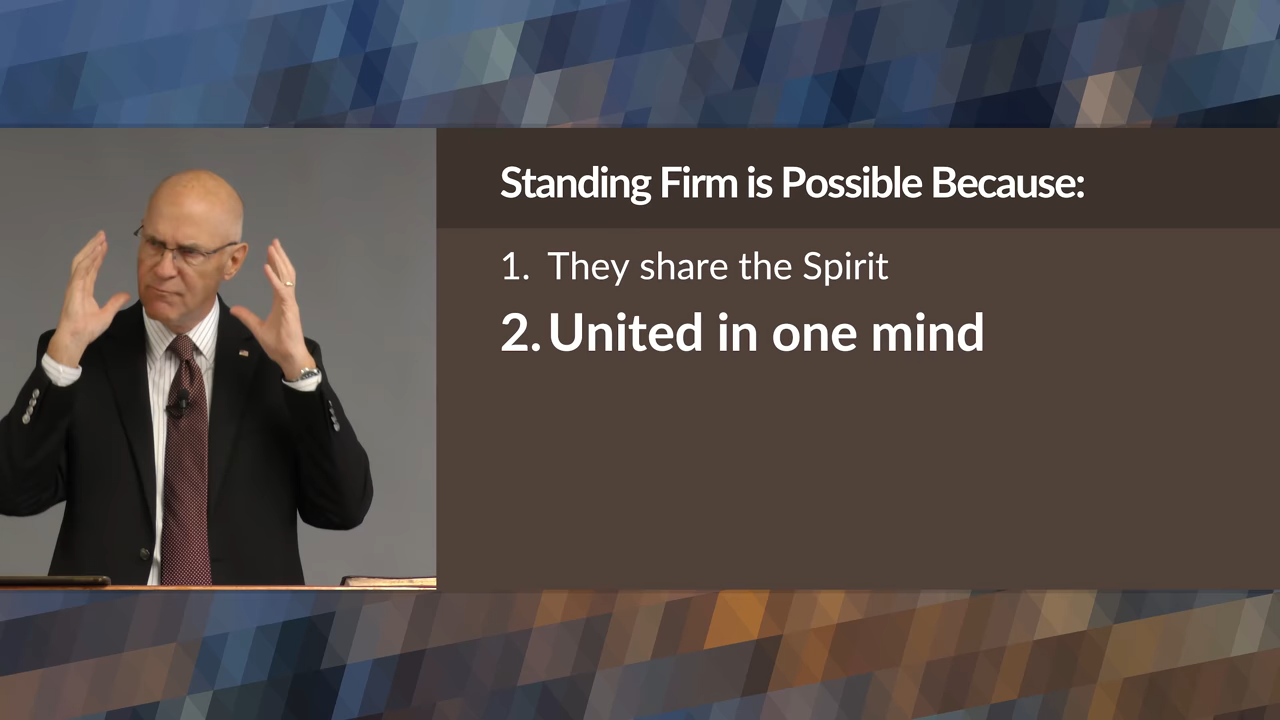 Standing Firm is Possible Because:
1. They share the Spirit
2. United in one mind